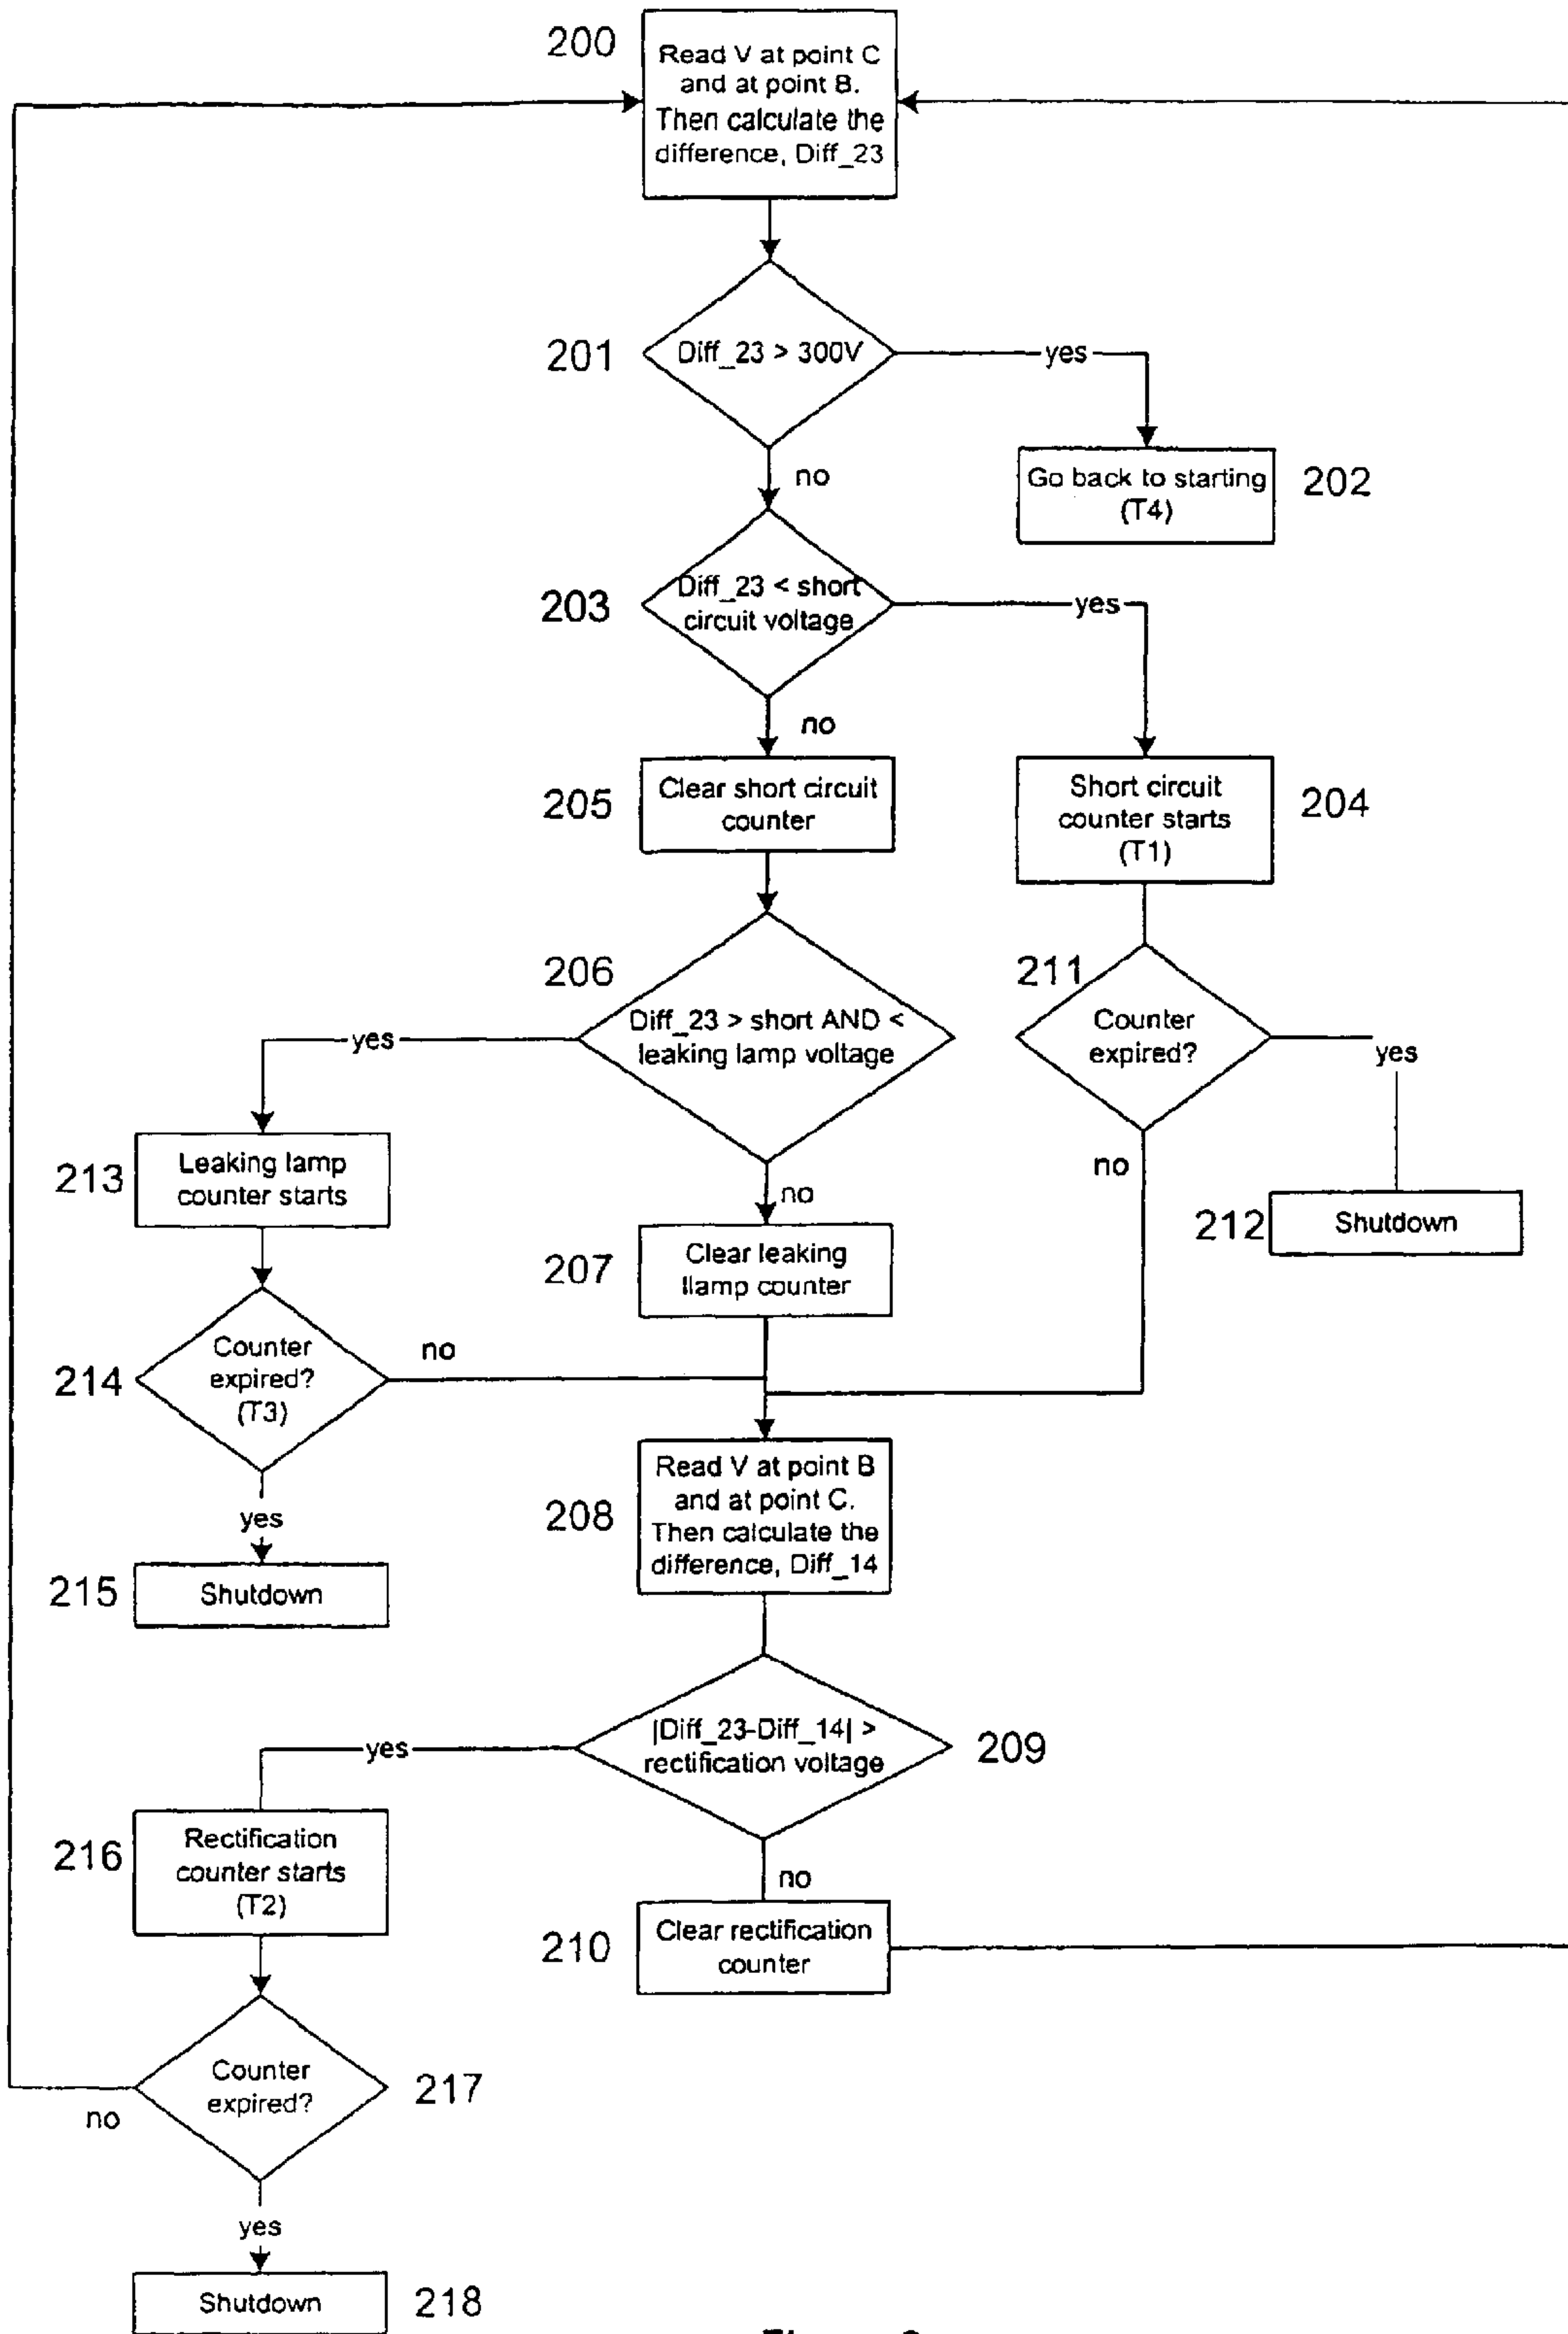 200
Read V at point C
and at point B.
Then calculate the
difference, Diff_23
201
Diff_23 > 300V
yes
Go back to starting
(T4)
202
no
203
Diff_23 < short
circuit voltage
yes
no
205
Clear short circuit
counter
Short circuit
counter starts
(T1)
204
206
Diff_23 > short AND <
leaking lamp voltage
yes
211
Counter
expired?
yes
213
Leaking lamp
counter starts
no
no
212
Shutdown
207
Clear leaking
llamp counter
214
Counter
expired?
(T3)
no
yes
215
Shutdown
208
Read V at point B
and at point C.
Then calculate the
difference, Diff_14
|Diff_23-Diff_14| >
rectification voltage
209
yes
216
Rectification
counter starts
(T2)
no
210
Clear rectification
counter
Counter
expired?
217
no
yes
Shutdown
218